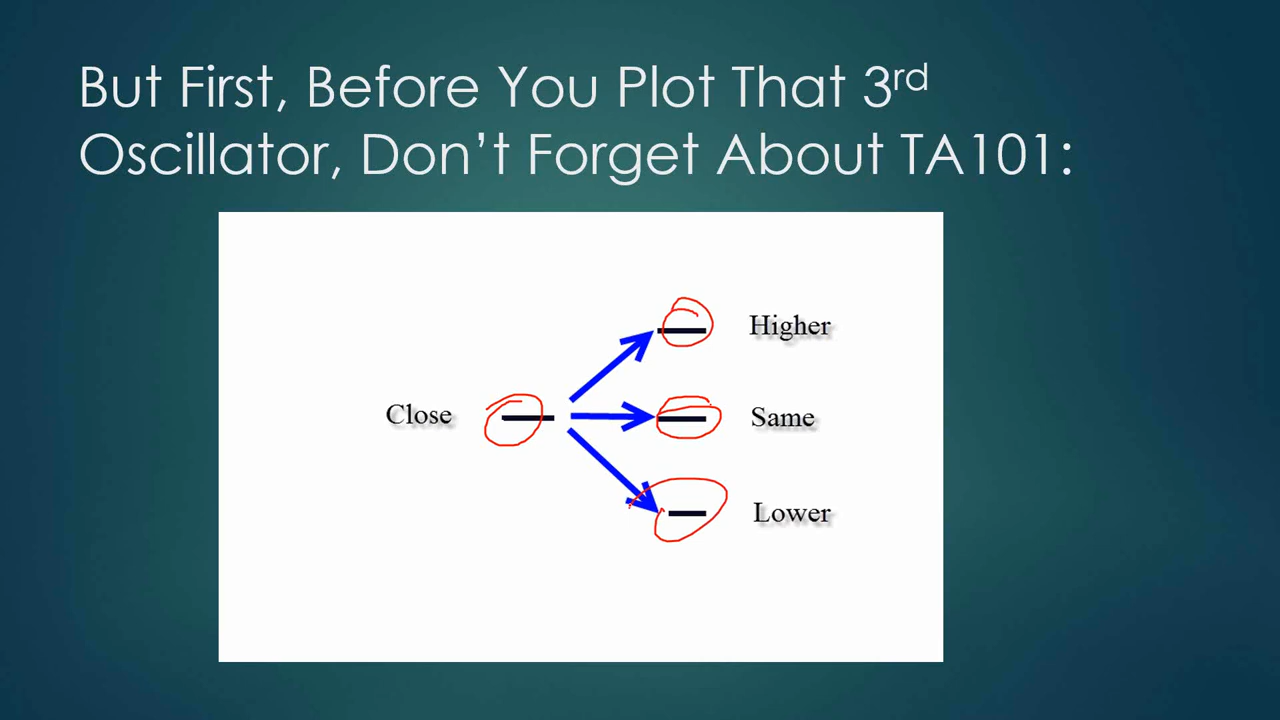 But First, Before You Plot That 3rd
Oscillator, Don’t Forget About TA101:
Higher
Close
Same
Lower